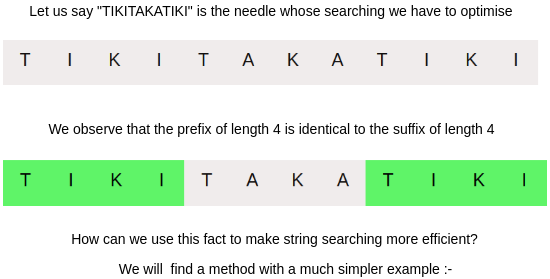 Let us say "TIKITAKATIKI" is the needle whose searching we have to optimise
T I K I T A K A T I K I
We observe that the prefix of length 4 is identical to the suffix of length 4
T I K I T A K A T I K I
How can we use this fact to make string searching more efficient?
We will find a method with a much simpler example :-